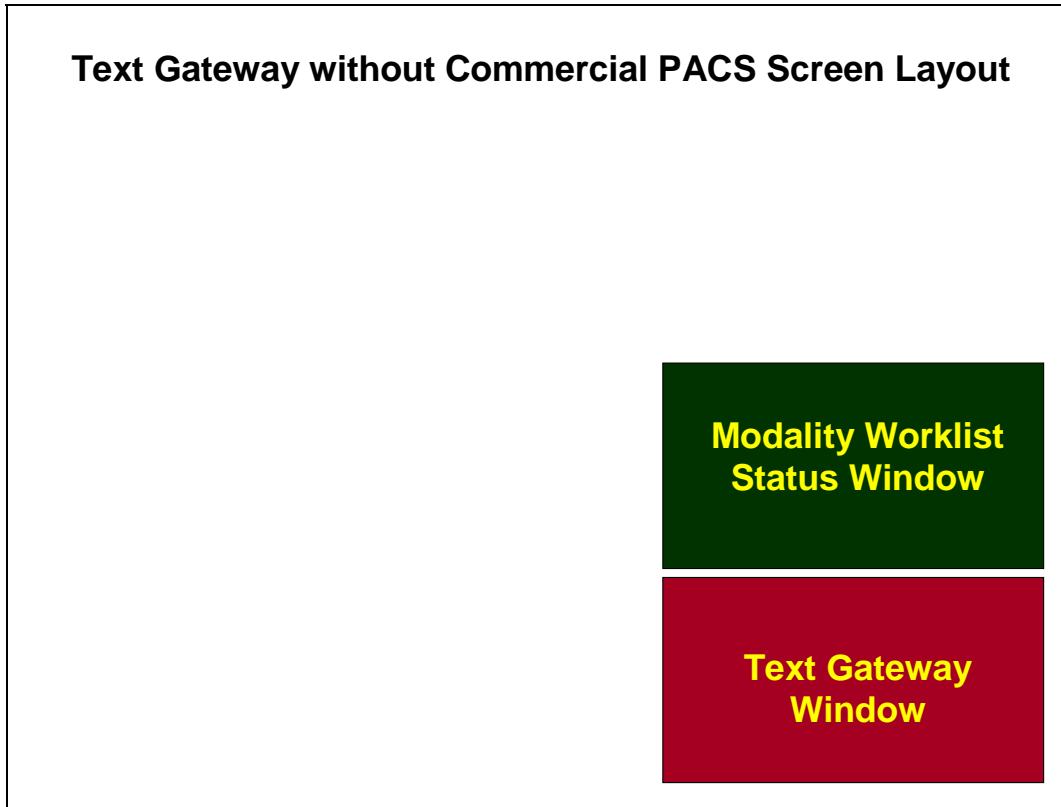 Text Gateway without Commercial PACS Screen Layout
Modality Worklist
Status Window
Text Gateway
Window